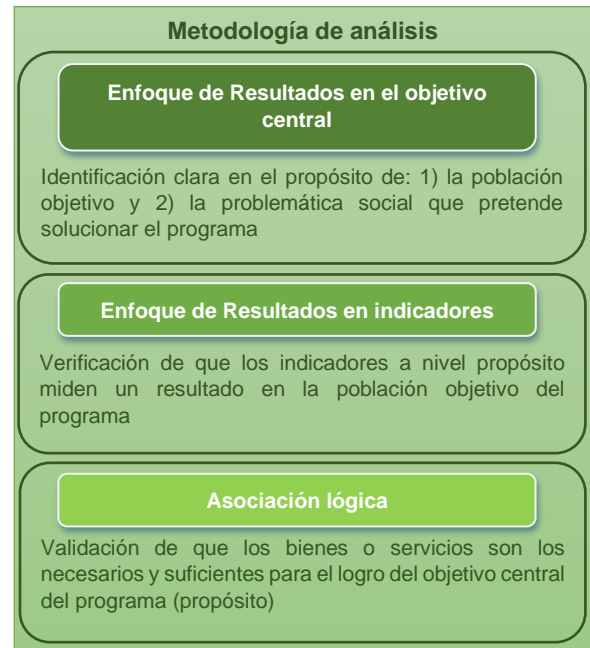 Metodología de análisis
Enfoque de Resultados en el objetivo
central
Identificación clara en el propósito de: 1) la población
objetivo y 2) la problemática social que pretende
solucionar el programa
Enfoque de Resultados en indicadores
Verificación de que los indicadores a nivel propósito
miden un resultado en la población objetivo del
programa
Asociación lógica
Validación de que los bienes o servicios son los
necesarios y suficientes para el logro del objetivo central
del programa (propósito)